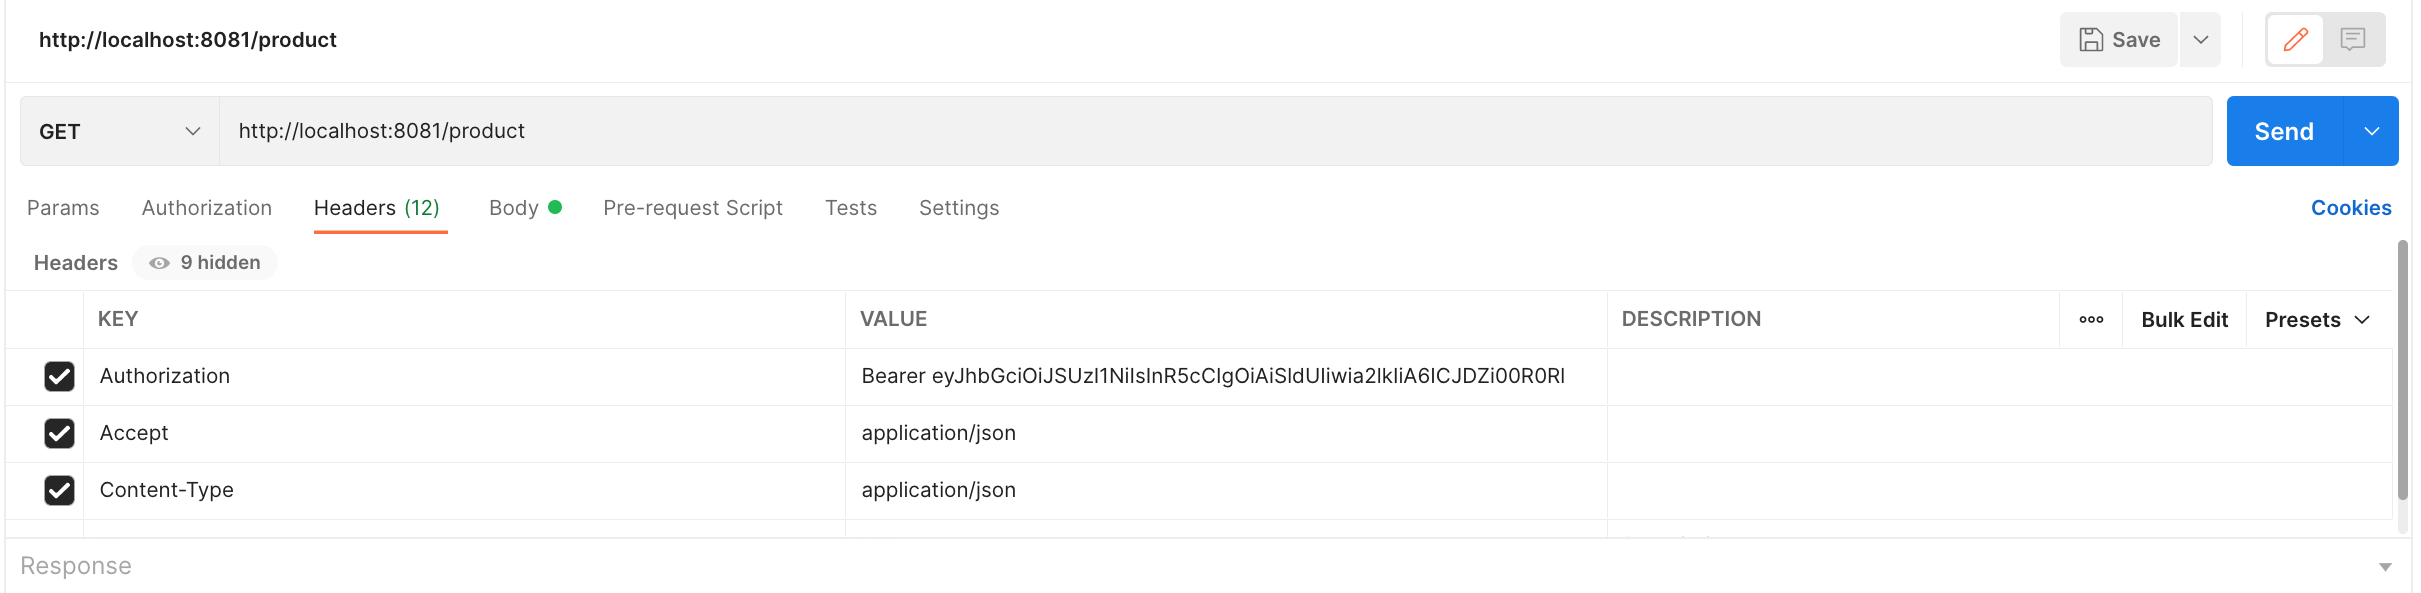 http://localhost:8081/product
Save
GET
http://localhost:8081/product
Send
Params Authorization Headers (12) Body Pre-request Script Tests Settings Cookies
Headers 9 hidden
KEY VALUE DESCRIPTION Bulk Edit Presets
Authorization Bearer eyJhbGciOiJSUzI1NiIsInR5cCIgOiAiSldUIiwia2lkIiA6ICJDZi00R0Rl
Accept application/json
Content-Type application/json
Response